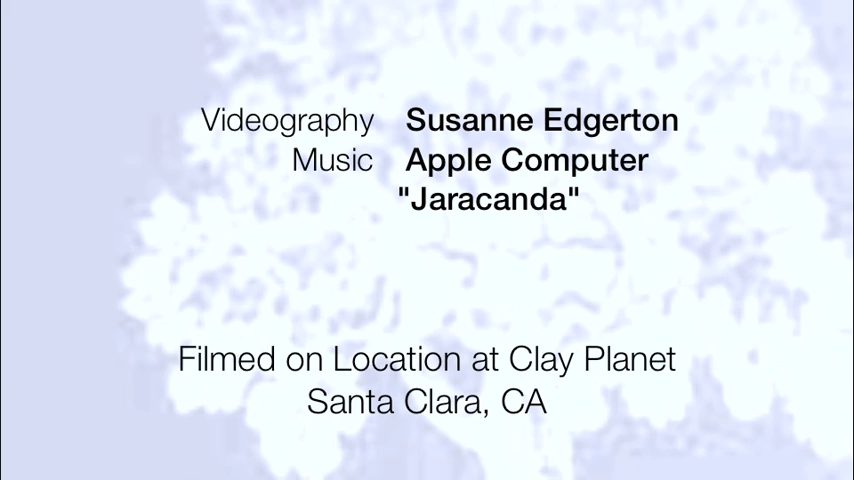 Videography Susanne Edgerton
Music Apple Computer
"Jaracanda"
Filmed on Location at Clay Planet
Santa Clara, CA